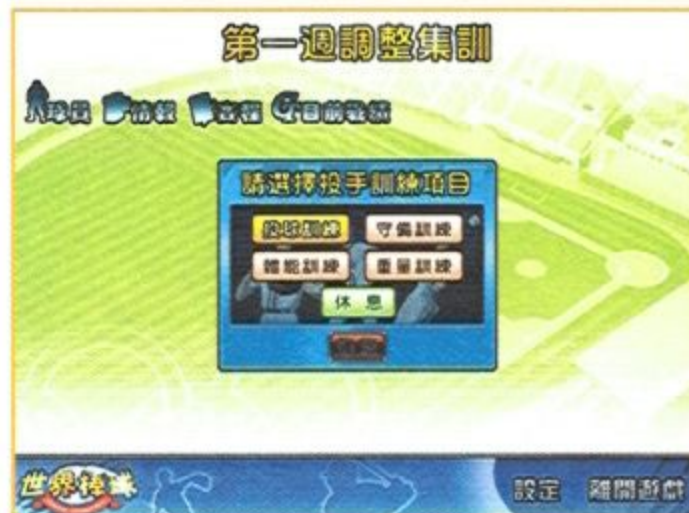 第一週調整集訓
球員 情報 賽程 目前戰績
請選擇投手訓練項目
投球訓練 守備訓練
體能訓練 重量訓練
休息
世界棒球
設定 離開遊戲